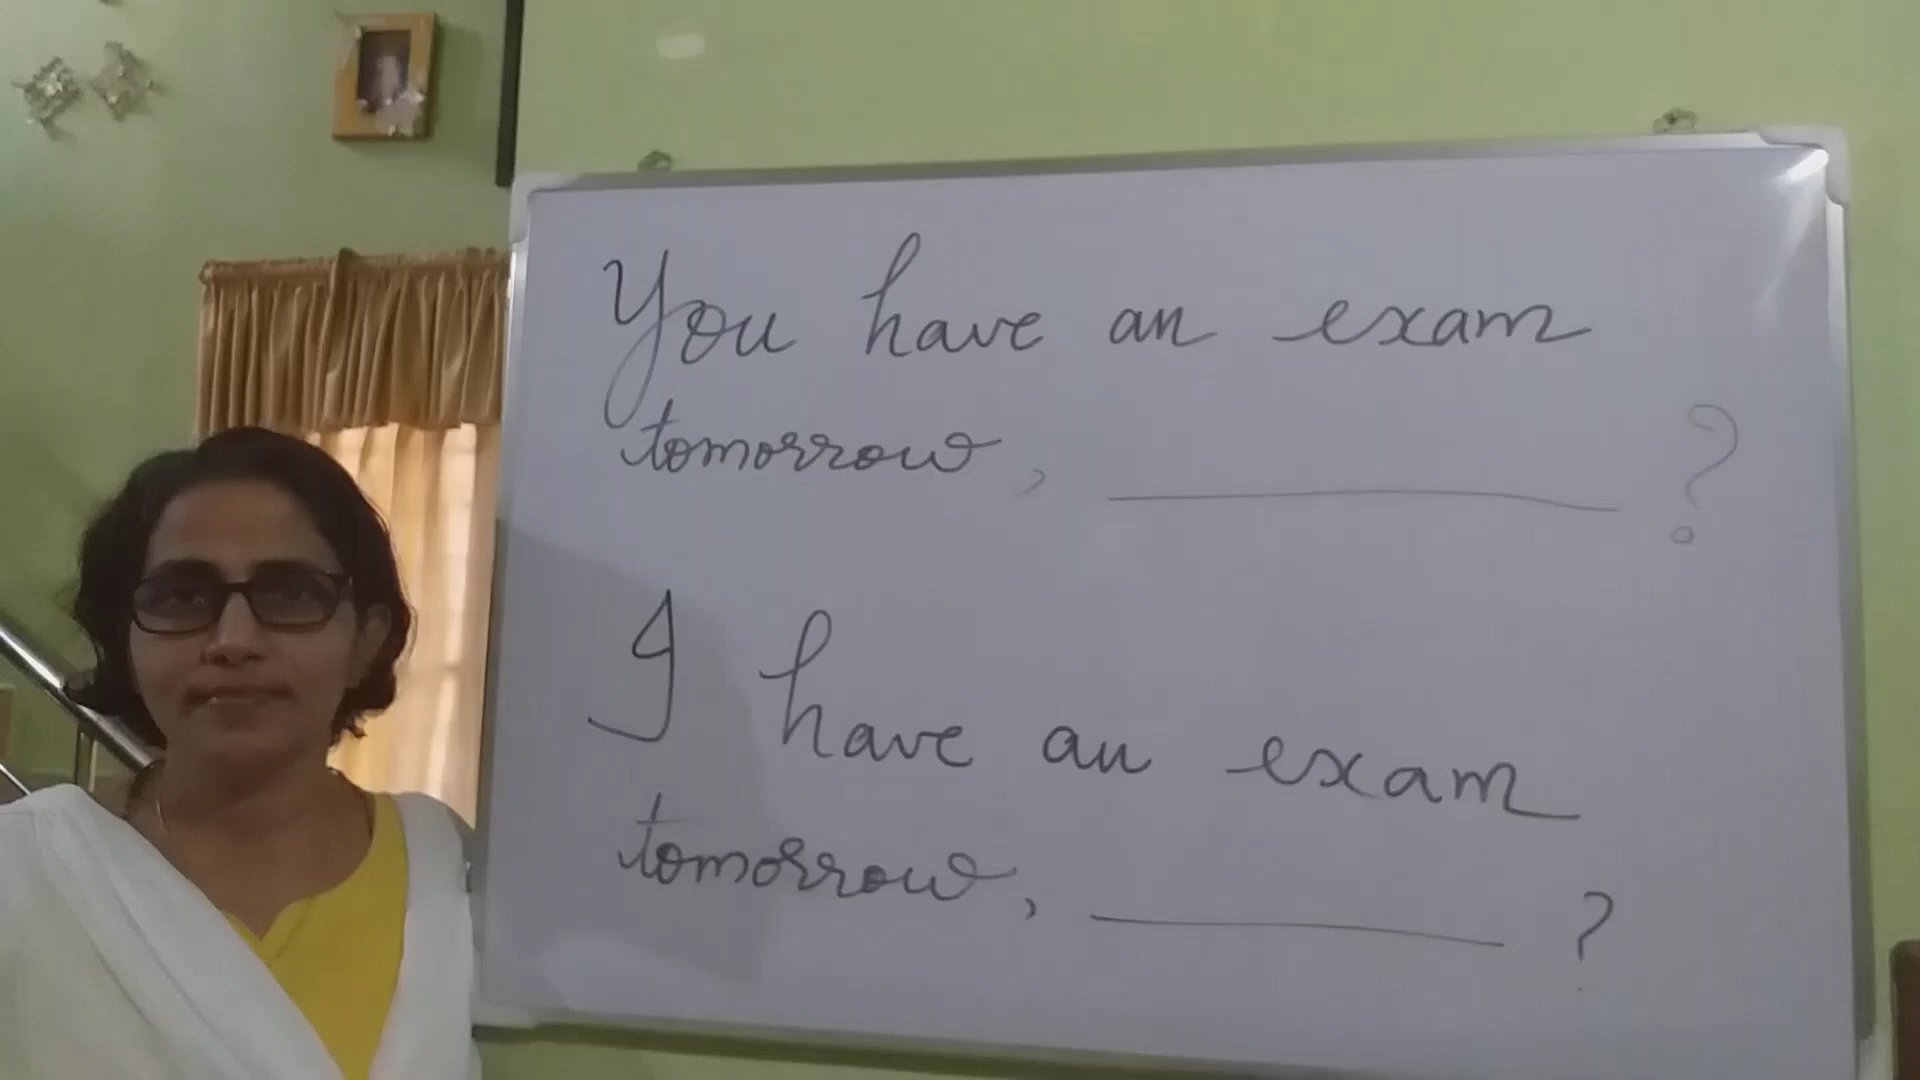 You have an exam
tomorrow, ________ ?
I have an exam
tomorrow, ________ ?